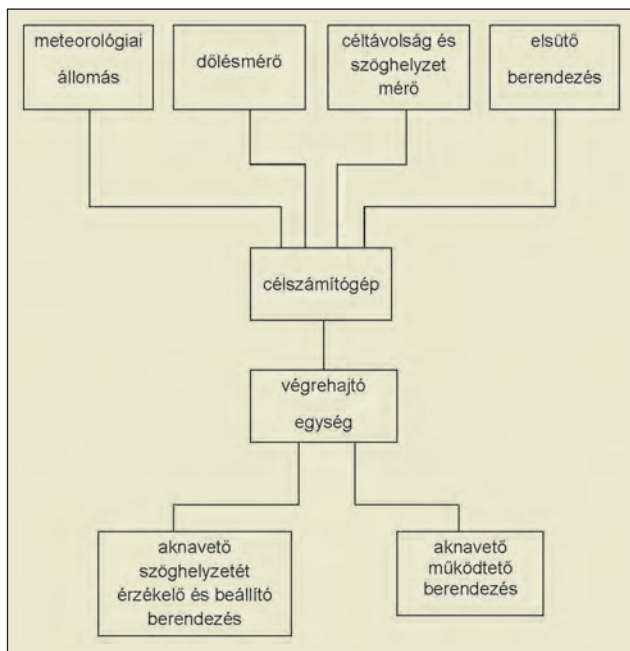 meteorológiai
állomás
dőlésmérő
céltávolság és
szöghelyzet
mérő
elsütő
berendezés
célszámítógép
végrehajtó
egység
aknavető
szöghelyzetét
érzékelő és beállító
berendezés
aknavető
működtető
berendezés